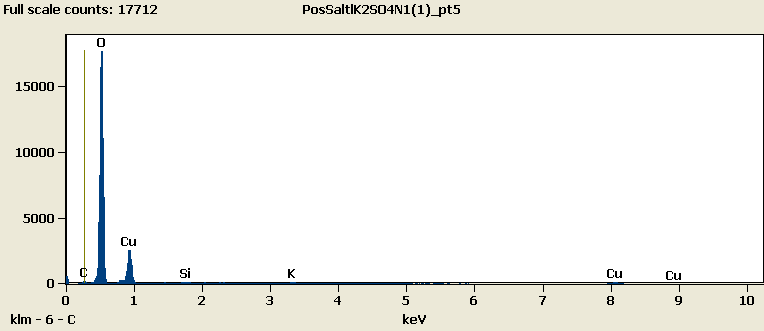 Full scale counts: 17712 PosSaltlK2SO4N1(1)_pt5
O
15000
10000
5000
Cu
C Si K Cu Cu
0
0 1 2 3 4 5 6 7 8 9 10
klm - 6 - C keV